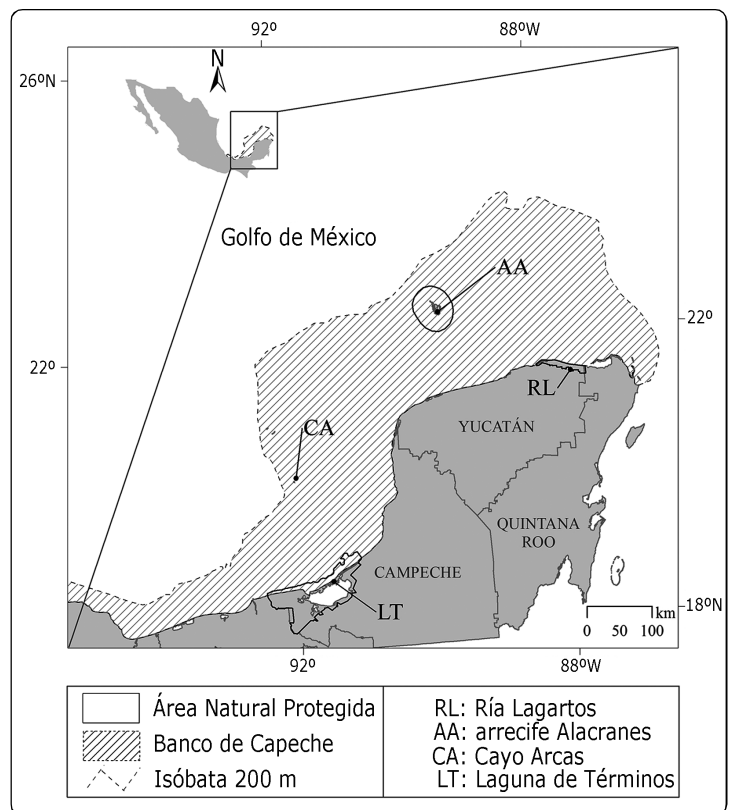 92º 88ºW
N
26ºN
Golfo de México
AA
22º
22º
RL
CA
YUCATÁN
QUINTANA
ROO
CAMPECHE
LT
18ºN
km
0 50 100
92º 880W
Área Natural Protegida
Banco de Capeche
Isóbata 200 m
RL: Ría Lagartos
AA: arrecife Alacranes
CA: Cayo Arcas
LT: Laguna de Términos